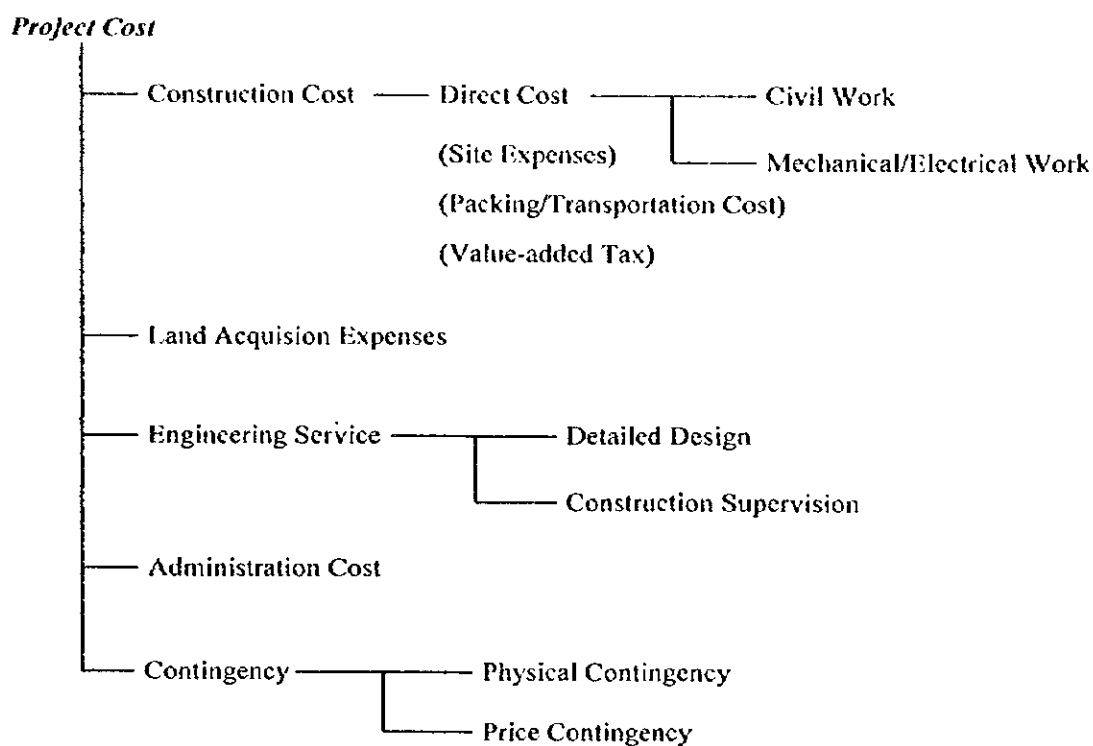 Project Cost
Construction Cost Direct Cost Civil Work
(Site Expenses) Mechanical/Electrical Work
(Packing/Transportation Cost)
(Value-added Tax)
Land Acquision Expenses
Engineering Service Detailed Design
Construction Supervision
Administration Cost
Contingency Physical Contingency
Price Contingency